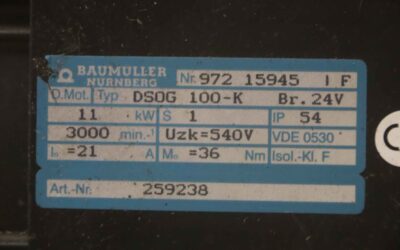 BAUMÜLLER
NÜRNBERG Nr. 972 15945 I F
D.Mot. Typ DSOG 100-K Br. 24V
11 kW S 1 IP 54
3000 min.-¹ Uzk=540V VDE 0530
I₀ =21 A M₀ =36 Nm Isol.-Kl. F
Art.-Nr. 259238